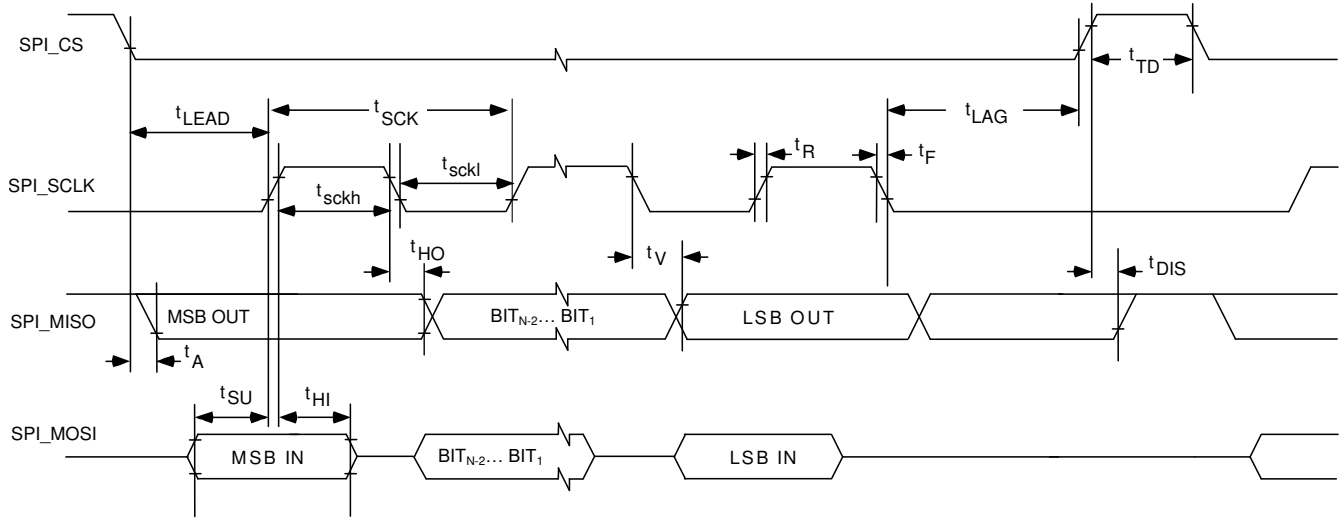 SPI_CS
tTD
tLEAD
tSCK
tLAG
tR
tF
SPI_SCLK
tsckl
tsckh
tHO
tV
tDIS
SPI_MISO
MSB OUT
BITN-2... BIT1
LSB OUT
tA
tSU
tHI
SPI_MOSI
MSB IN
BITN-2... BIT1
LSB IN